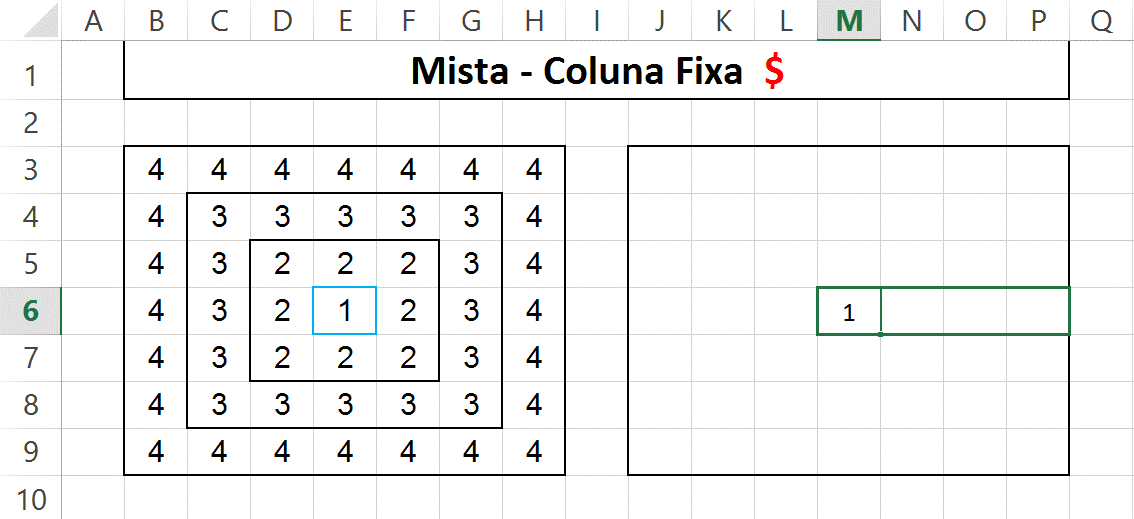 A B C D E F G H I J K L M N O P Q
1 Mista - Coluna Fixa $
2
3 4 4 4 4 4 4 4
4 4 3 3 3 3 3 4
5 4 3 2 2 2 3 4
6 4 3 2 1 2 3 4 1
7 4 3 2 2 2 3 4
8 4 3 3 3 3 3 4
9 4 4 4 4 4 4 4
10